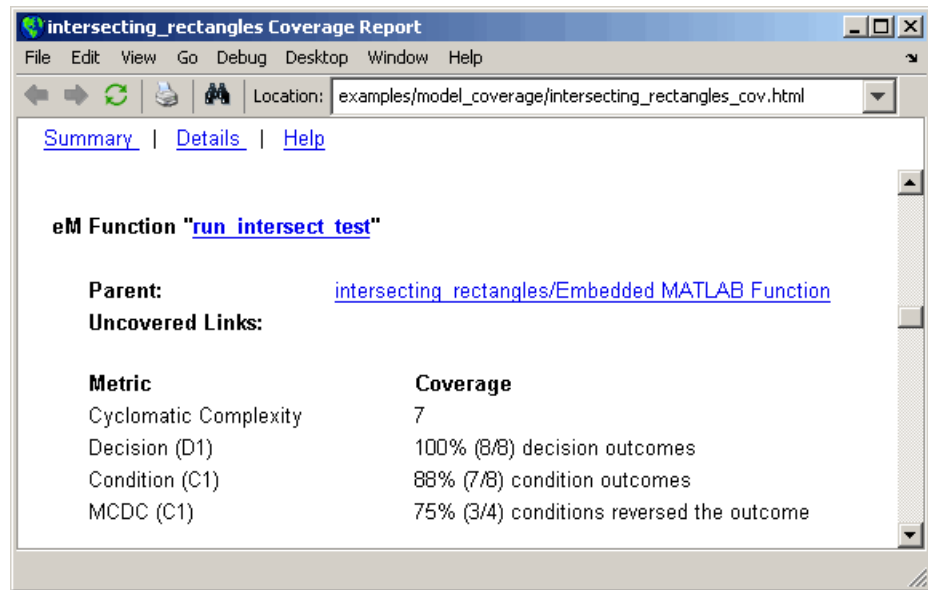 intersecting_rectangles Coverage Report
File Edit View Go Debug Desktop Window Help
Location: examples/model_coverage/intersecting_rectangles_cov.html
Summary | Details | Help
eM Function "run_intersect_test"
Parent: intersecting_rectangles/Embedded MATLAB Function
Uncovered Links:
Metric Coverage
Cyclomatic Complexity 7
Decision (D1) 100% (8/8) decision outcomes
Condition (C1) 88% (7/8) condition outcomes
MCDC (C1) 75% (3/4) conditions reversed the outcome